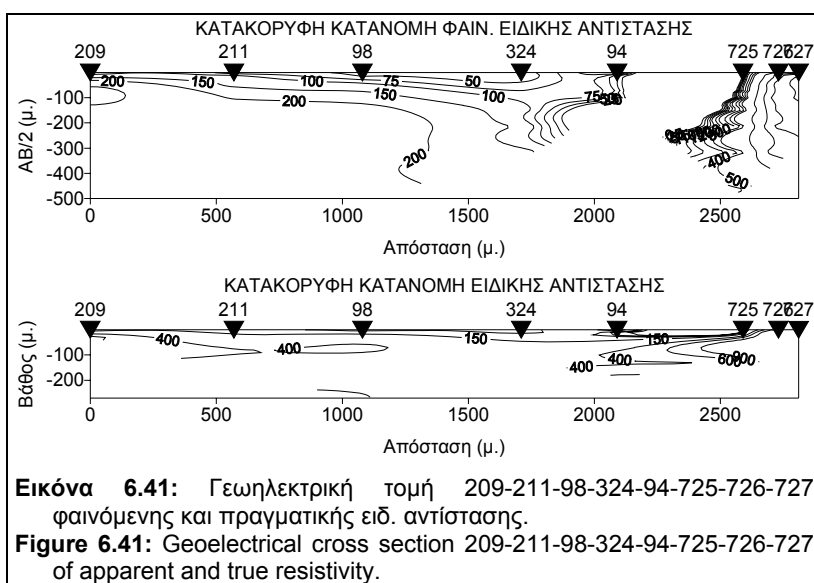 ΚΑΤΑΚΟΡΥΦΗ ΚΑΤΑΝΟΜΗ ΦΑΙΝ. ΕΙΔΙΚΗΣ ΑΝΤΙΣΤΑΣΗΣ
209 211 98 324 94 725 726 727
200 150 100 75 50
200 150 100 75
200
400
500
AB/2 (μ.)
-100
-200
-300
-400
-500
0 500 1000 1500 2000 2500
Απόσταση (μ.)
ΚΑΤΑΚΟΡΥΦΗ ΚΑΤΑΝΟΜΗ ΕΙΔΙΚΗΣ ΑΝΤΙΣΤΑΣΗΣ
209 211 98 324 94 725 726 727
400 150 150
400 400 600 900
400
Βάθος (μ.)
-100
-200
0 500 1000 1500 2000 2500
Απόσταση (μ.)
Εικόνα 6.41: Γεωηλεκτρική τομή 209-211-98-324-94-725-726-727
φαινόμενης και πραγματικής ειδ. αντίστασης.
Figure 6.41: Geoelectrical cross section 209-211-98-324-94-725-726-727
of apparent and true resistivity.